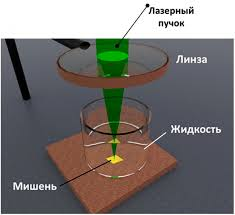 Лазерный
пучок
Линза
Жидкость
Мишень